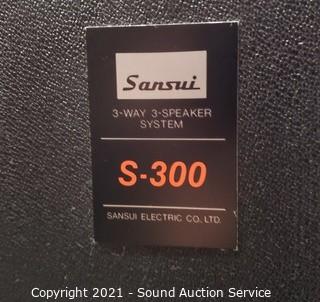 Sansui
3-WAY 3-SPEAKER
SYSTEM
S-300
SANSUI ELECTRIC CO., LTD.
Copyright 2021 - Sound Auction Service